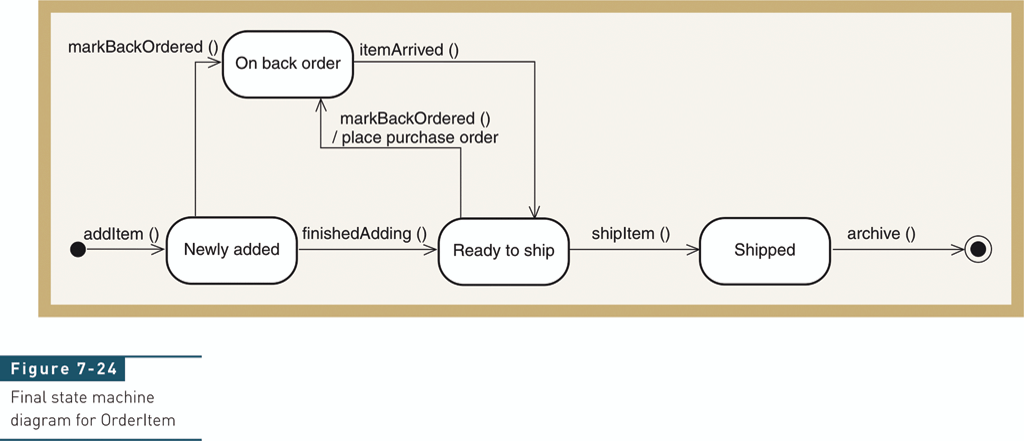 markBackOrdered ()
On back order
itemArrived ()
markBackOrdered ()
/ place purchase order
addItem ()
Newly added
finishedAdding ()
Ready to ship
shipItem ()
Shipped
archive ()
Figure 7-24
Final state machine
diagram for OrderItem